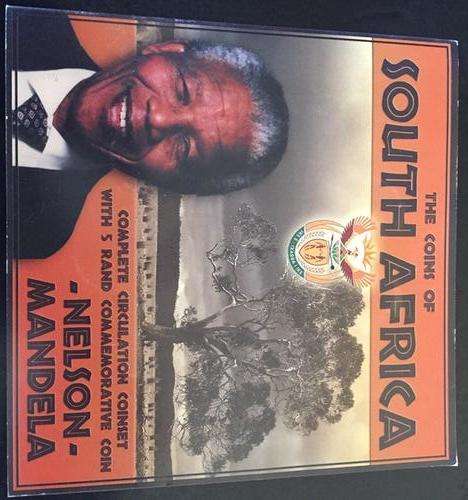 THE COINS OF
SOUTH AFRICA
COMPLETE CIRCULATION COINSET
WITH 5 RAND COMMEMORATIVE COIN
- NELSON -
MANDELA